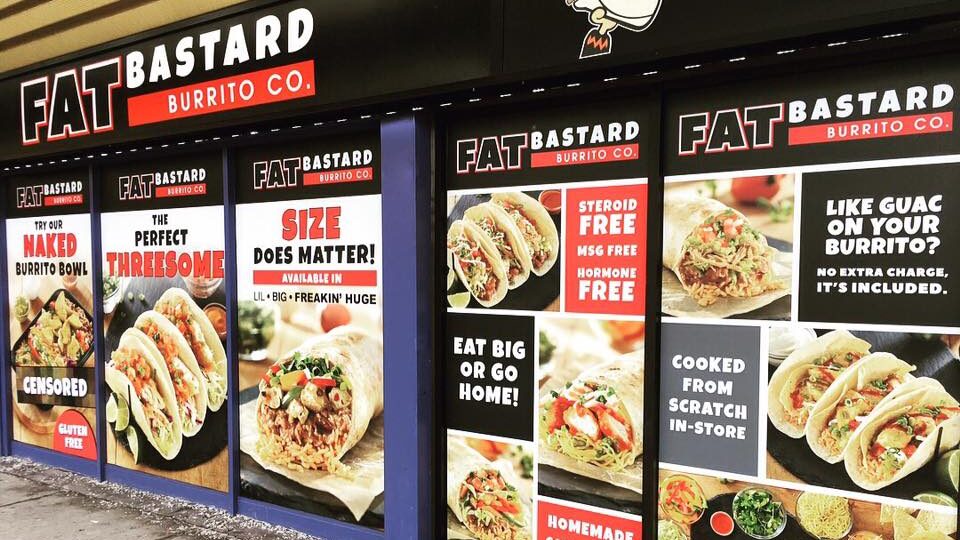 FAT BASTARD
BURRITO CO.
FAT BASTARD
BURRITO CO.
TRY OUR
NAKED
BURRITO BOWL
CENSORED
GLUTEN
FREE
FAT BASTARD
BURRITO CO.
THE
PERFECT
THREESOME
FAT BASTARD
BURRITO CO.
SIZE
DOES MATTER!
AVAILABLE IN
LIL • BIG • FREAKIN' HUGE
FAT BASTARD
BURRITO CO.
STEROID
FREE
MSG FREE
HORMONE
FREE
EAT BIG
OR GO
HOME!
HOMEMADE
FAT BASTARD
BURRITO CO.
LIKE GUAC
ON YOUR
BURRITO?
NO EXTRA CHARGE,
IT'S INCLUDED.
COOKED
FROM
SCRATCH
IN-STORE